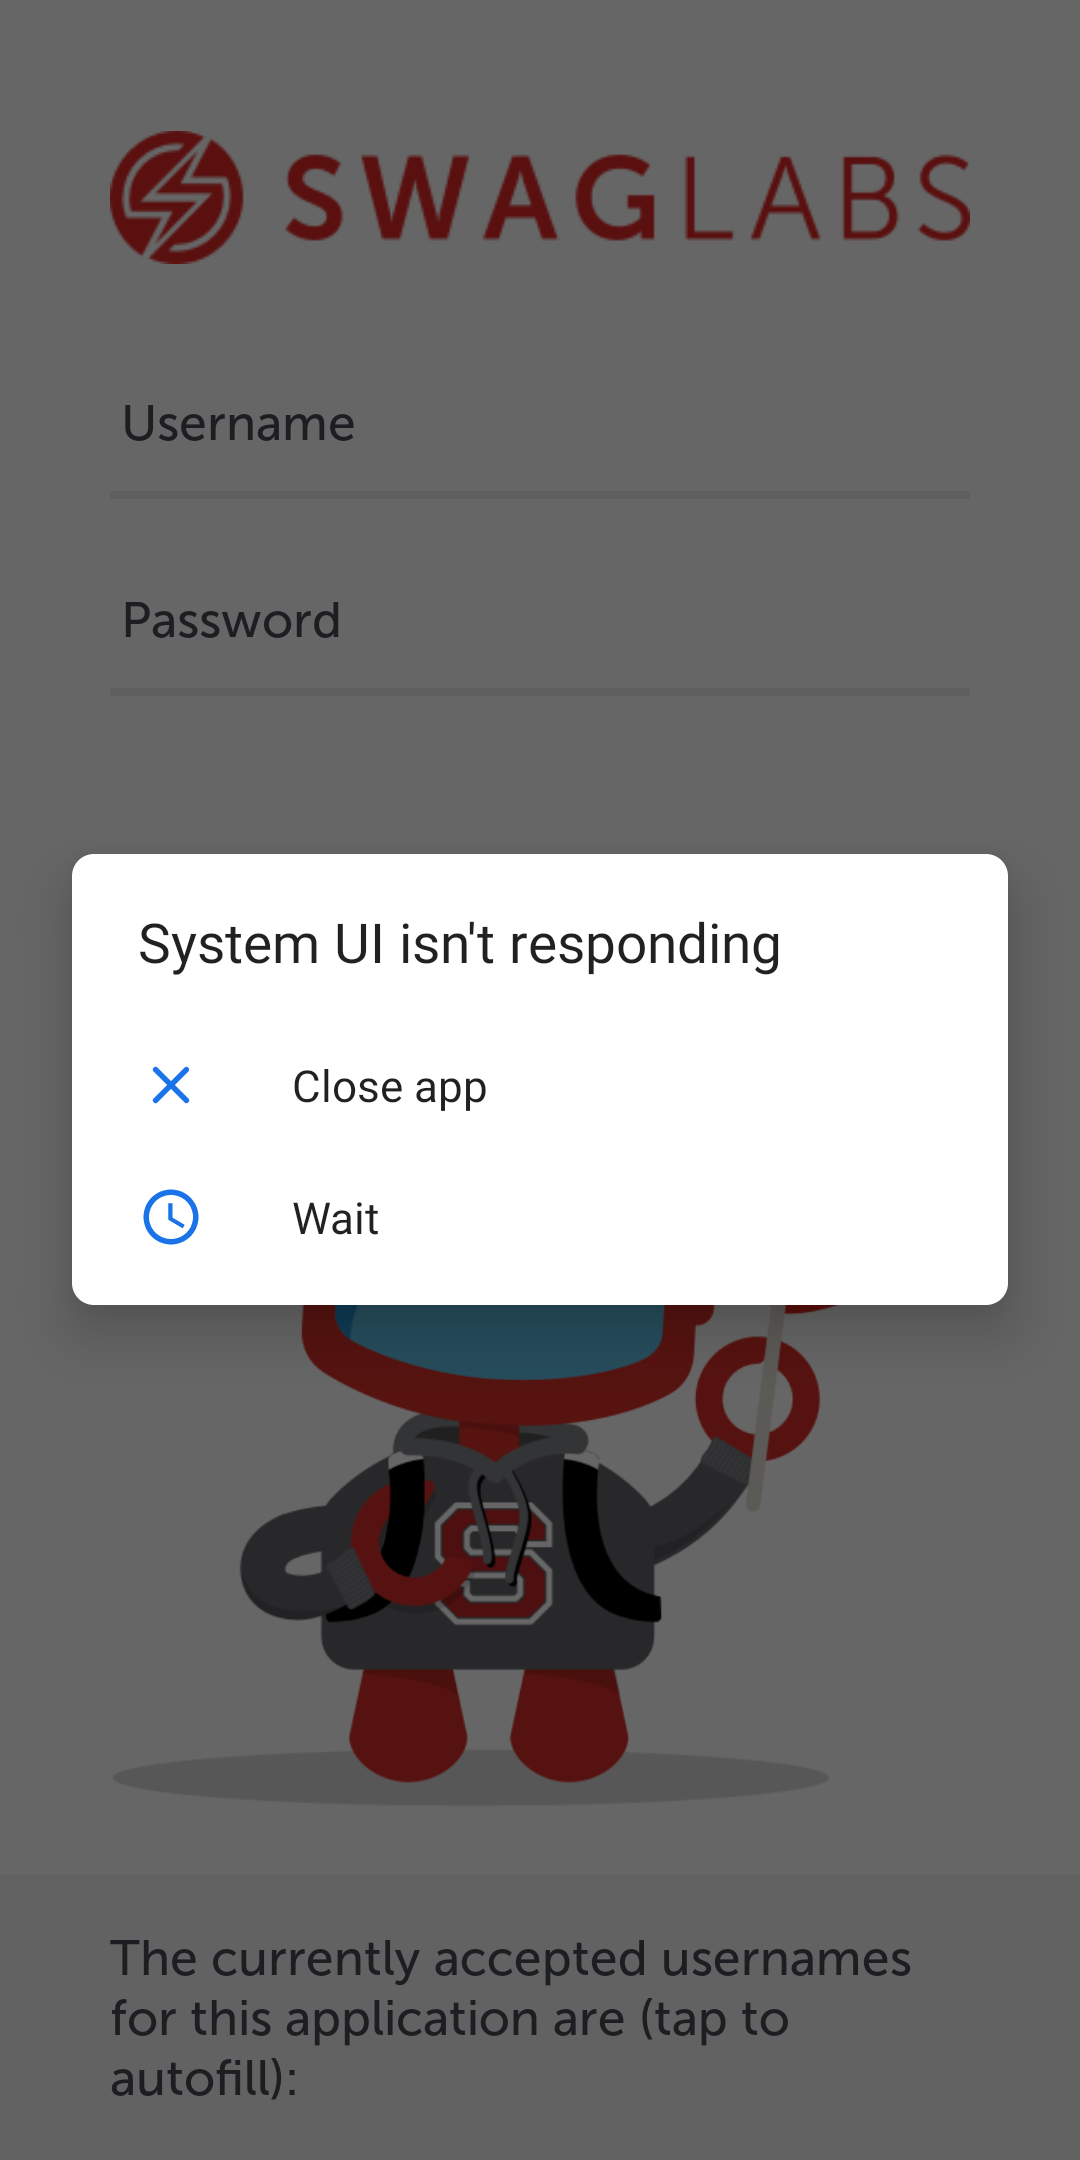 SWAGLABS
Username
Password
System UI isn't responding
Close app
Wait
S
The currently accepted usernames
for this application are (tap to
autofill):